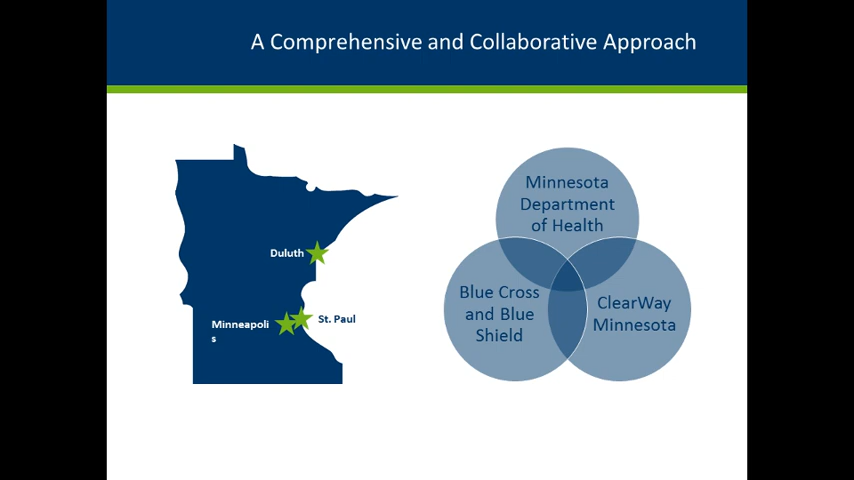 A Comprehensive and Collaborative Approach
Duluth
Minneapoli
s
St. Paul
Minnesota
Department
of Health
Blue Cross
and Blue
Shield
ClearWay
Minnesota